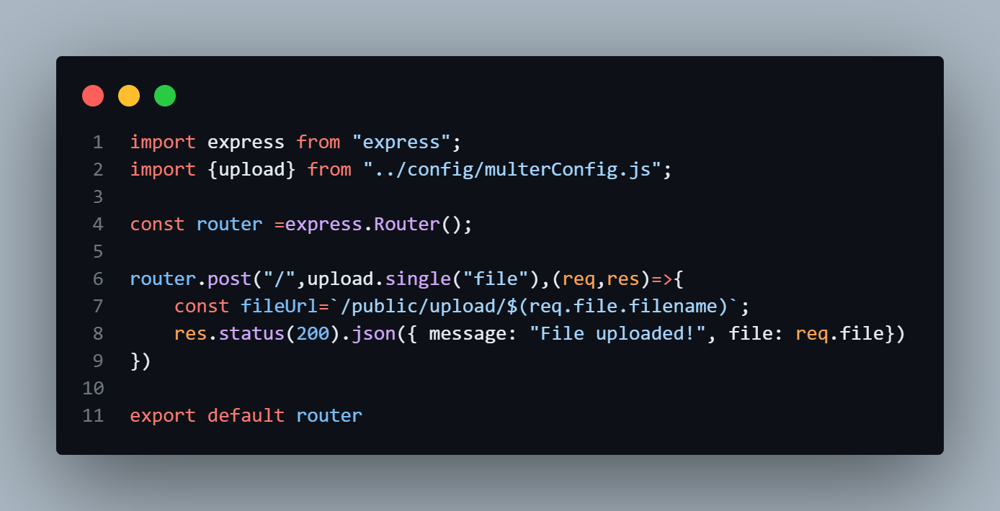 1 import express from "express";
2 import {upload} from "../config/multerConfig.js";
3
4 const router =express.Router();
5
6 router.post("/",upload.single("file"),(req,res)=>{
7     const fileUrl=`/public/upload/$(req.file.filename)`;
8     res.status(200).json({ message: "File uploaded!", file: req.file})
9 })
10
11 export default router